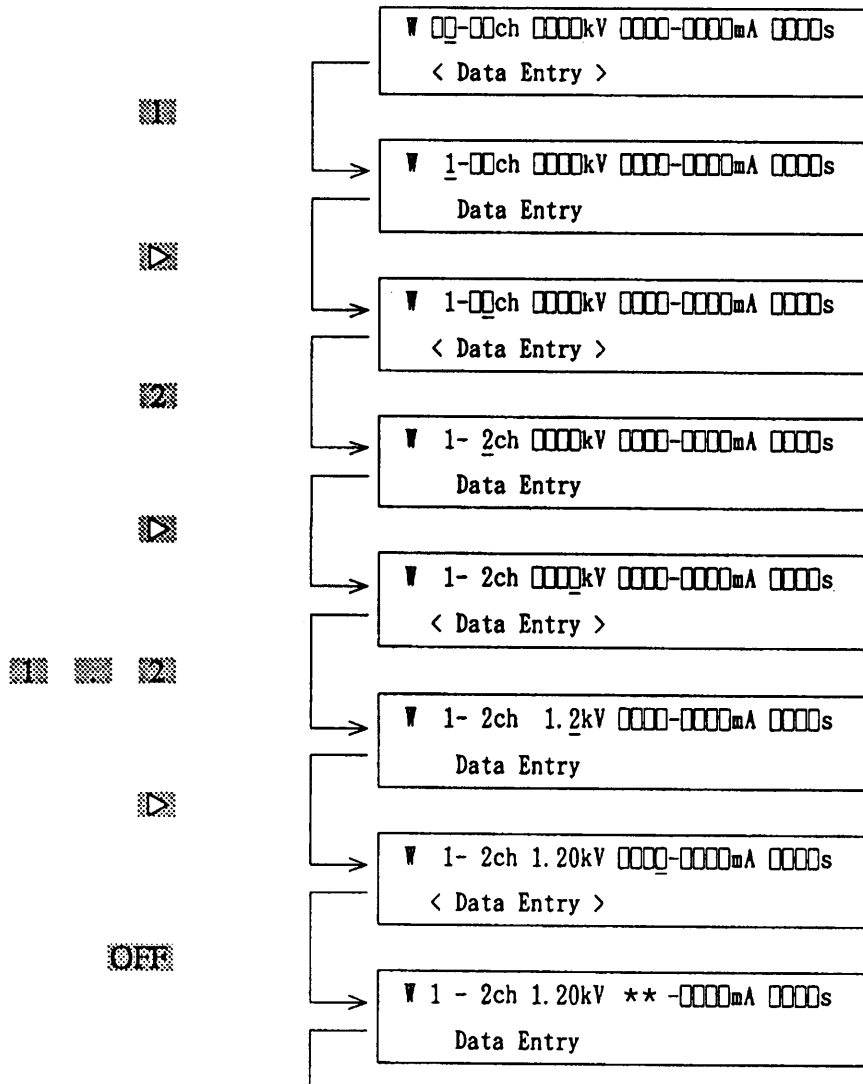 W ▯▯-▯▯ch ▯▯▯▯kV ▯▯▯▯-▯▯▯▯mA ▯▯▯▯s
< Data Entry >
1
W 1-▯▯ch ▯▯▯▯kV ▯▯▯▯-▯▯▯▯mA ▯▯▯▯s
Data Entry
▷
W 1-▯▯ch ▯▯▯▯kV ▯▯▯▯-▯▯▯▯mA ▯▯▯▯s
< Data Entry >
2
W 1- 2ch ▯▯▯▯kV ▯▯▯▯-▯▯▯▯mA ▯▯▯▯s
Data Entry
▷
W 1- 2ch ▯▯▯▯kV ▯▯▯▯-▯▯▯▯mA ▯▯▯▯s
< Data Entry >
1 . 2
W 1- 2ch 1.2kV ▯▯▯▯-▯▯▯▯mA ▯▯▯▯s
Data Entry
▷
W 1- 2ch 1.20kV ▯▯▯▯-▯▯▯▯mA ▯▯▯▯s
< Data Entry >
OFF
W 1 - 2ch 1.20kV ** -▯▯▯▯mA ▯▯▯▯s
Data Entry